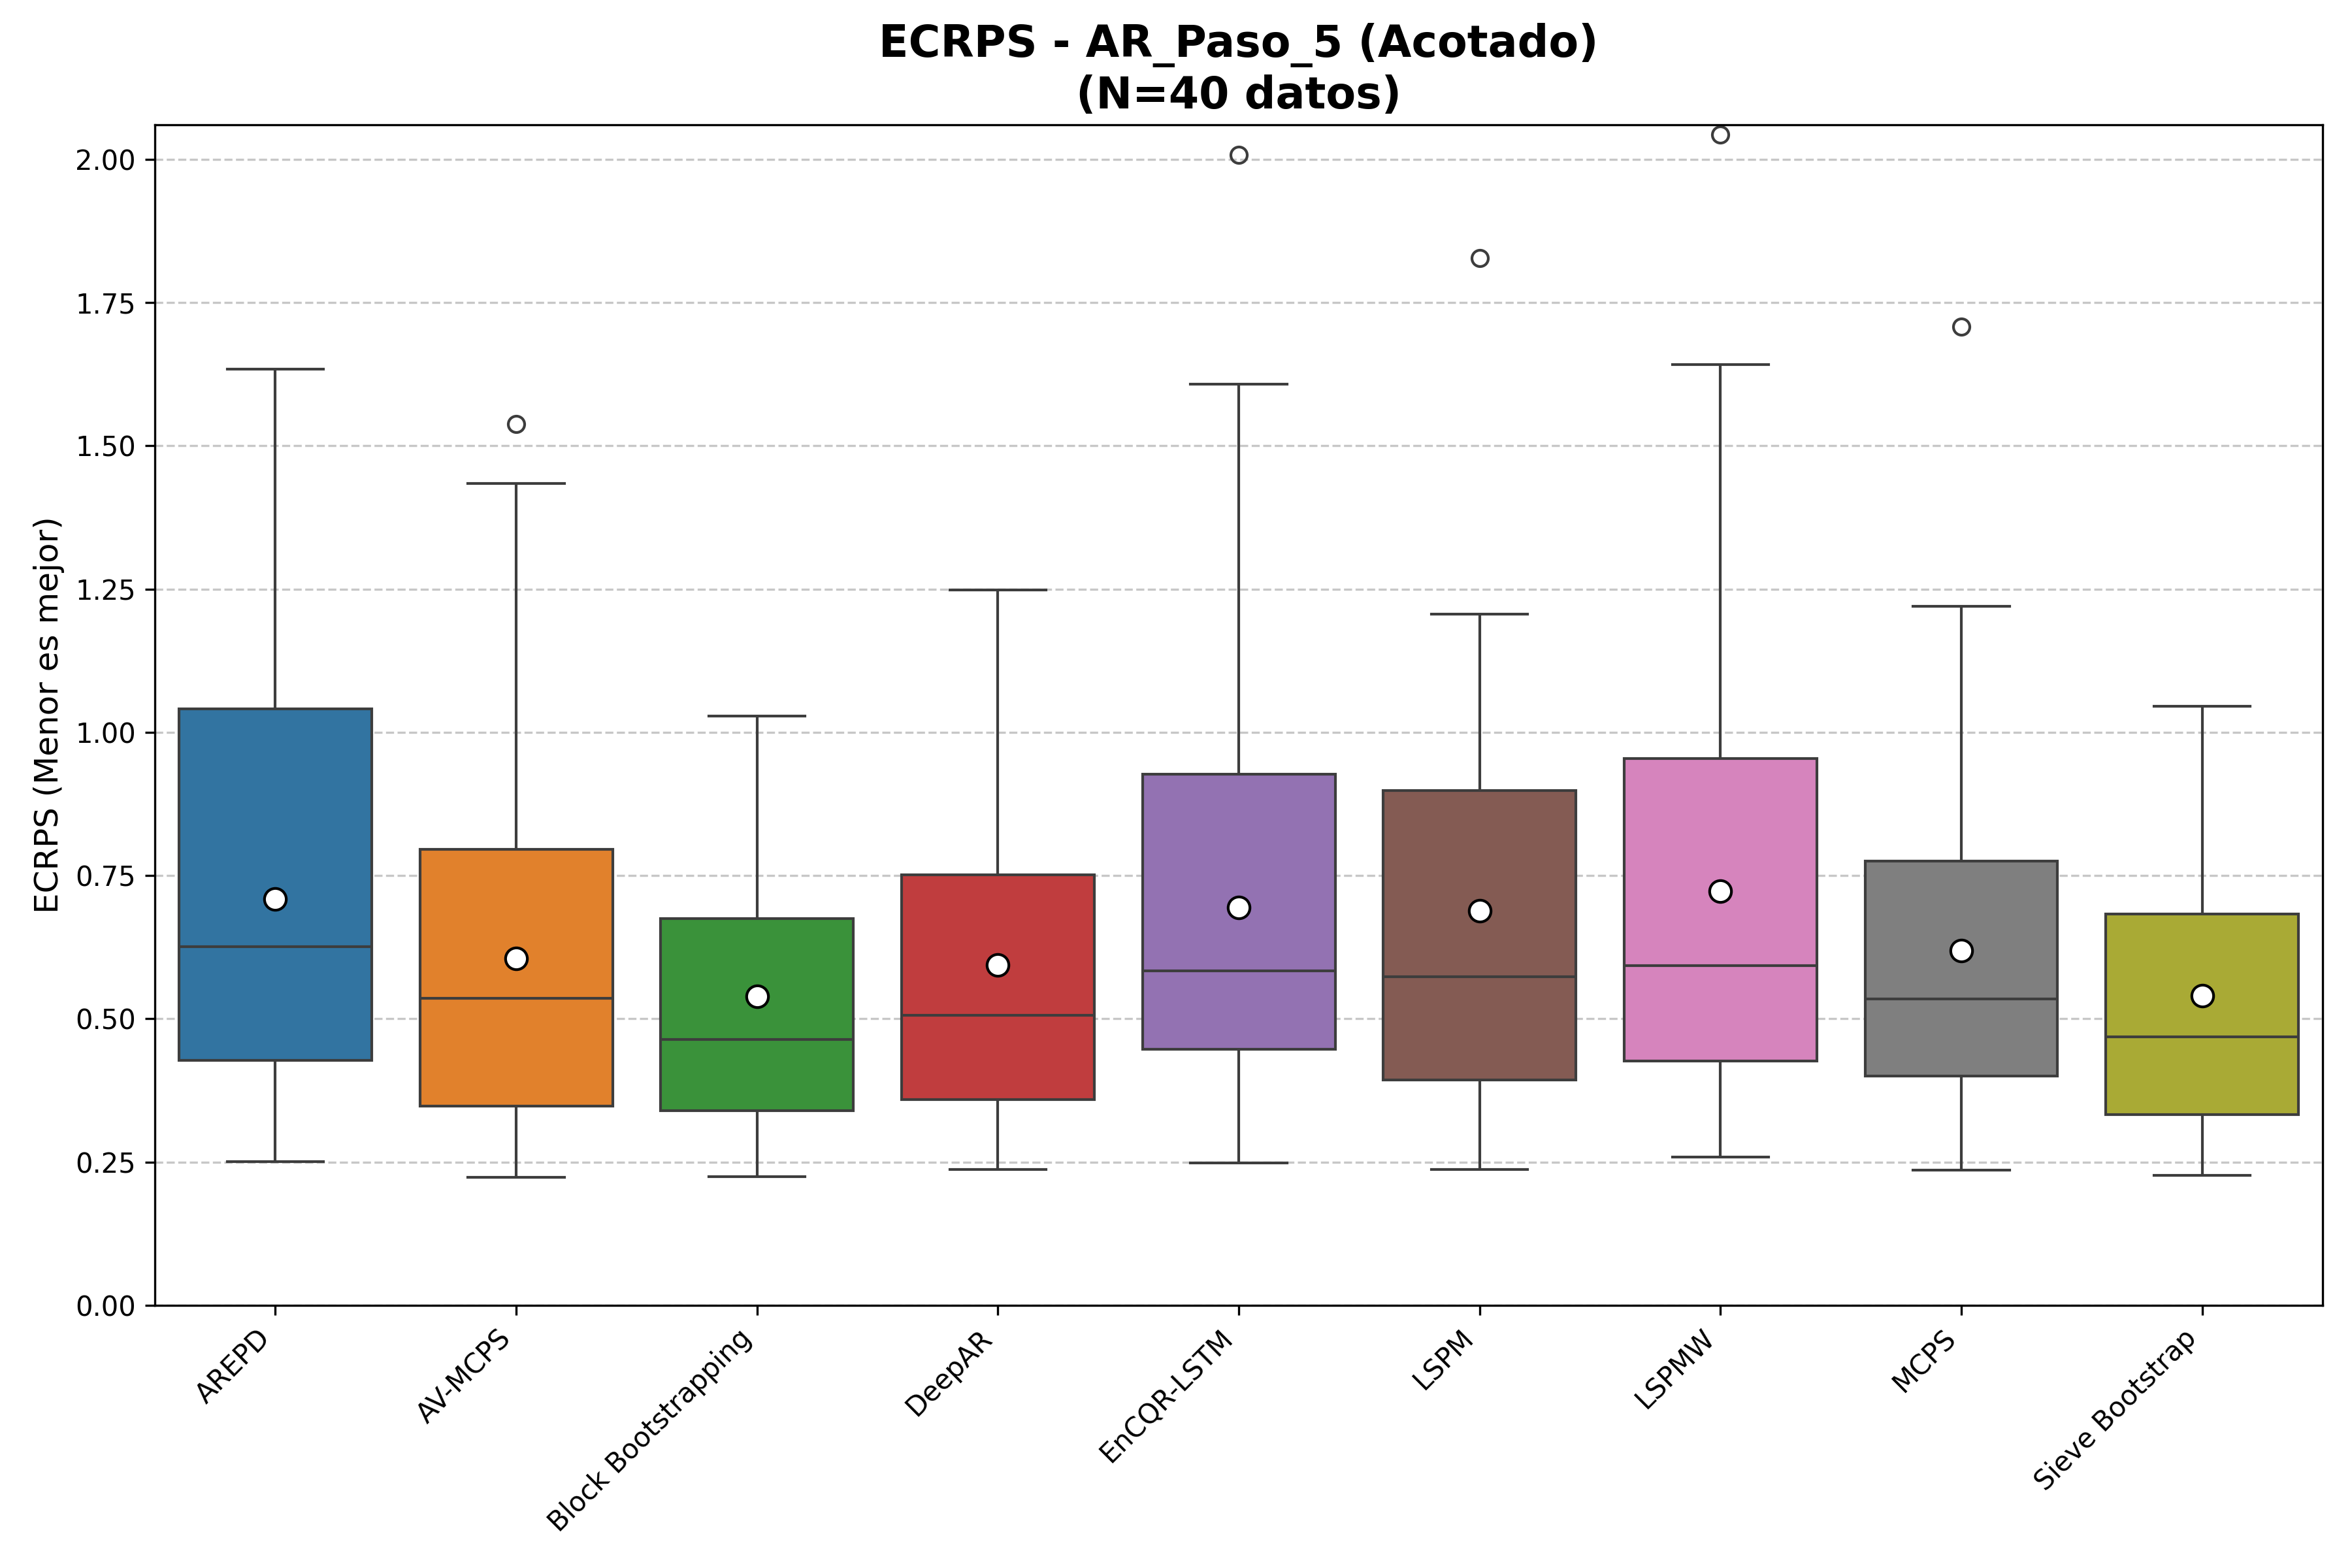 ECRPS - AR_Paso_5 (Acotado)
(N=40 datos)
ECRPS (Menor es mejor)
2.00
1.75
1.50
1.25
1.00
0.75
0.50
0.25
0.00
AREPD
AV-MCPS
Block Bootstrapping
DeepAR
EnCQR-LSTM
LSPM
LSPMW
MCPS
Sieve Bootstrap